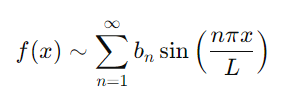 f(x) ∼ ∑_{n=1}^{∞} b_n sin(nπx / L)